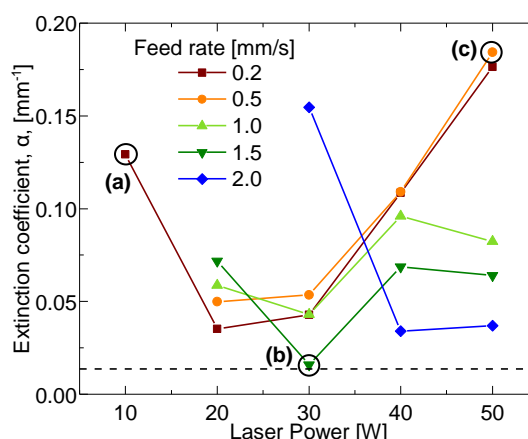 0.20
0.15
0.10
0.05
0.00
Extinction coefficient, α, [mm⁻¹]
Feed rate [mm/s]
0.2
0.5
1.0
1.5
2.0
(a)
(b)
(c)
10 20 30 40 50
Laser Power [W]